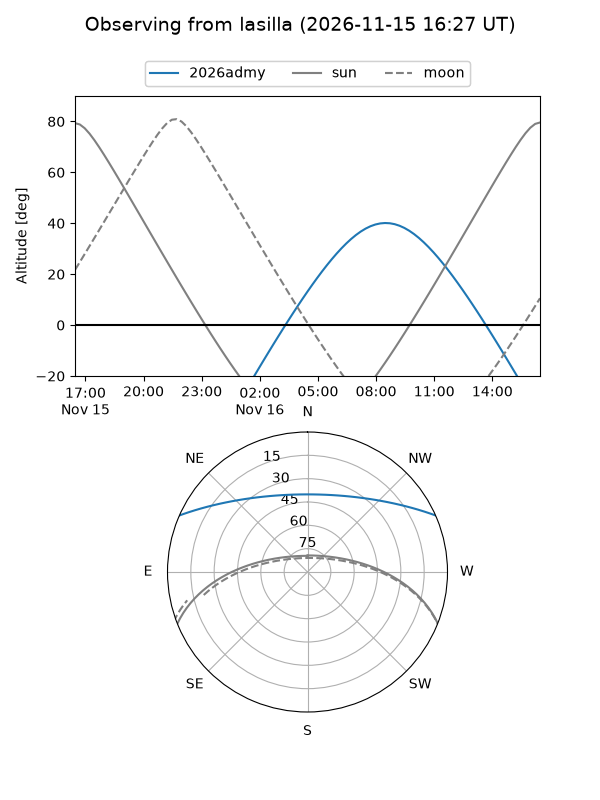 Observing from lasilla (2026-11-15 16:27 UT)
2026admy sun moon
80
60
40
20
0
−20
Altitude [deg]
17:00 20:00 23:00 02:00 05:00 08:00 11:00 14:00
Nov 15 Nov 16
N
NE NW
15
30
45
60
75
E W
SE SW
S